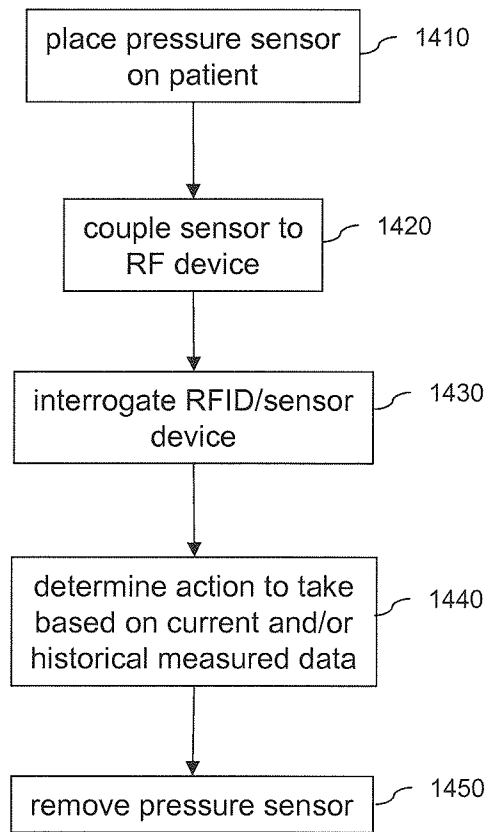 place pressure sensor
on patient
1410
couple sensor to
RF device
1420
interrogate RFID/sensor
device
1430
determine action to take
based on current and/or
historical measured data
1440
remove pressure sensor
1450